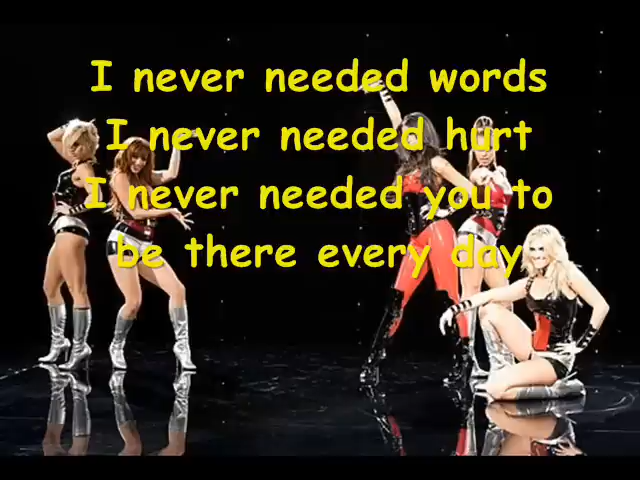 I never needed words
I never needed hurt
I never needed you to
be there every day